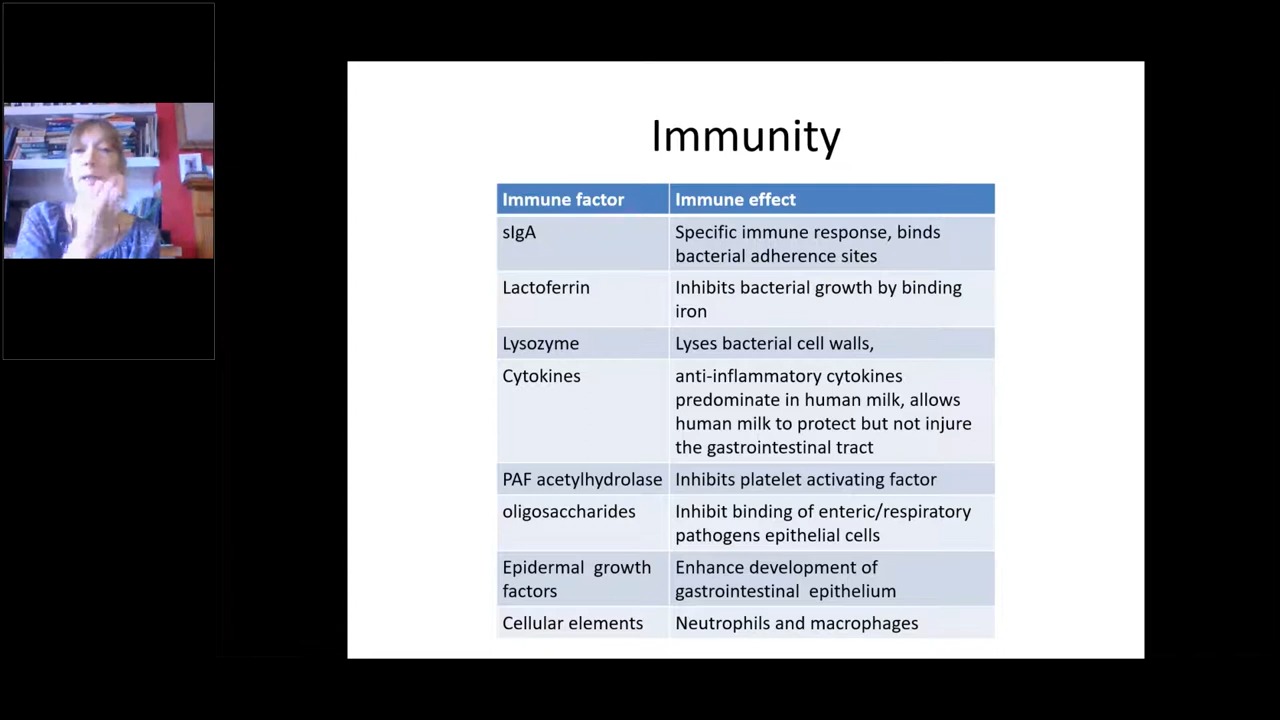 Immunity
Immune factor Immune effect
sIgA Specific immune response, binds
bacterial adherence sites
Lactoferrin Inhibits bacterial growth by binding
iron
Lysozyme Lyses bacterial cell walls,
Cytokines anti-inflammatory cytokines
predominate in human milk, allows
human milk to protect but not injure
the gastrointestinal tract
PAF acetylhydrolase Inhibits platelet activating factor
oligosaccharides Inhibit binding of enteric/respiratory
pathogens epithelial cells
Epidermal growth Enhance development of
factors gastrointestinal epithelium
Cellular elements Neutrophils and macrophages